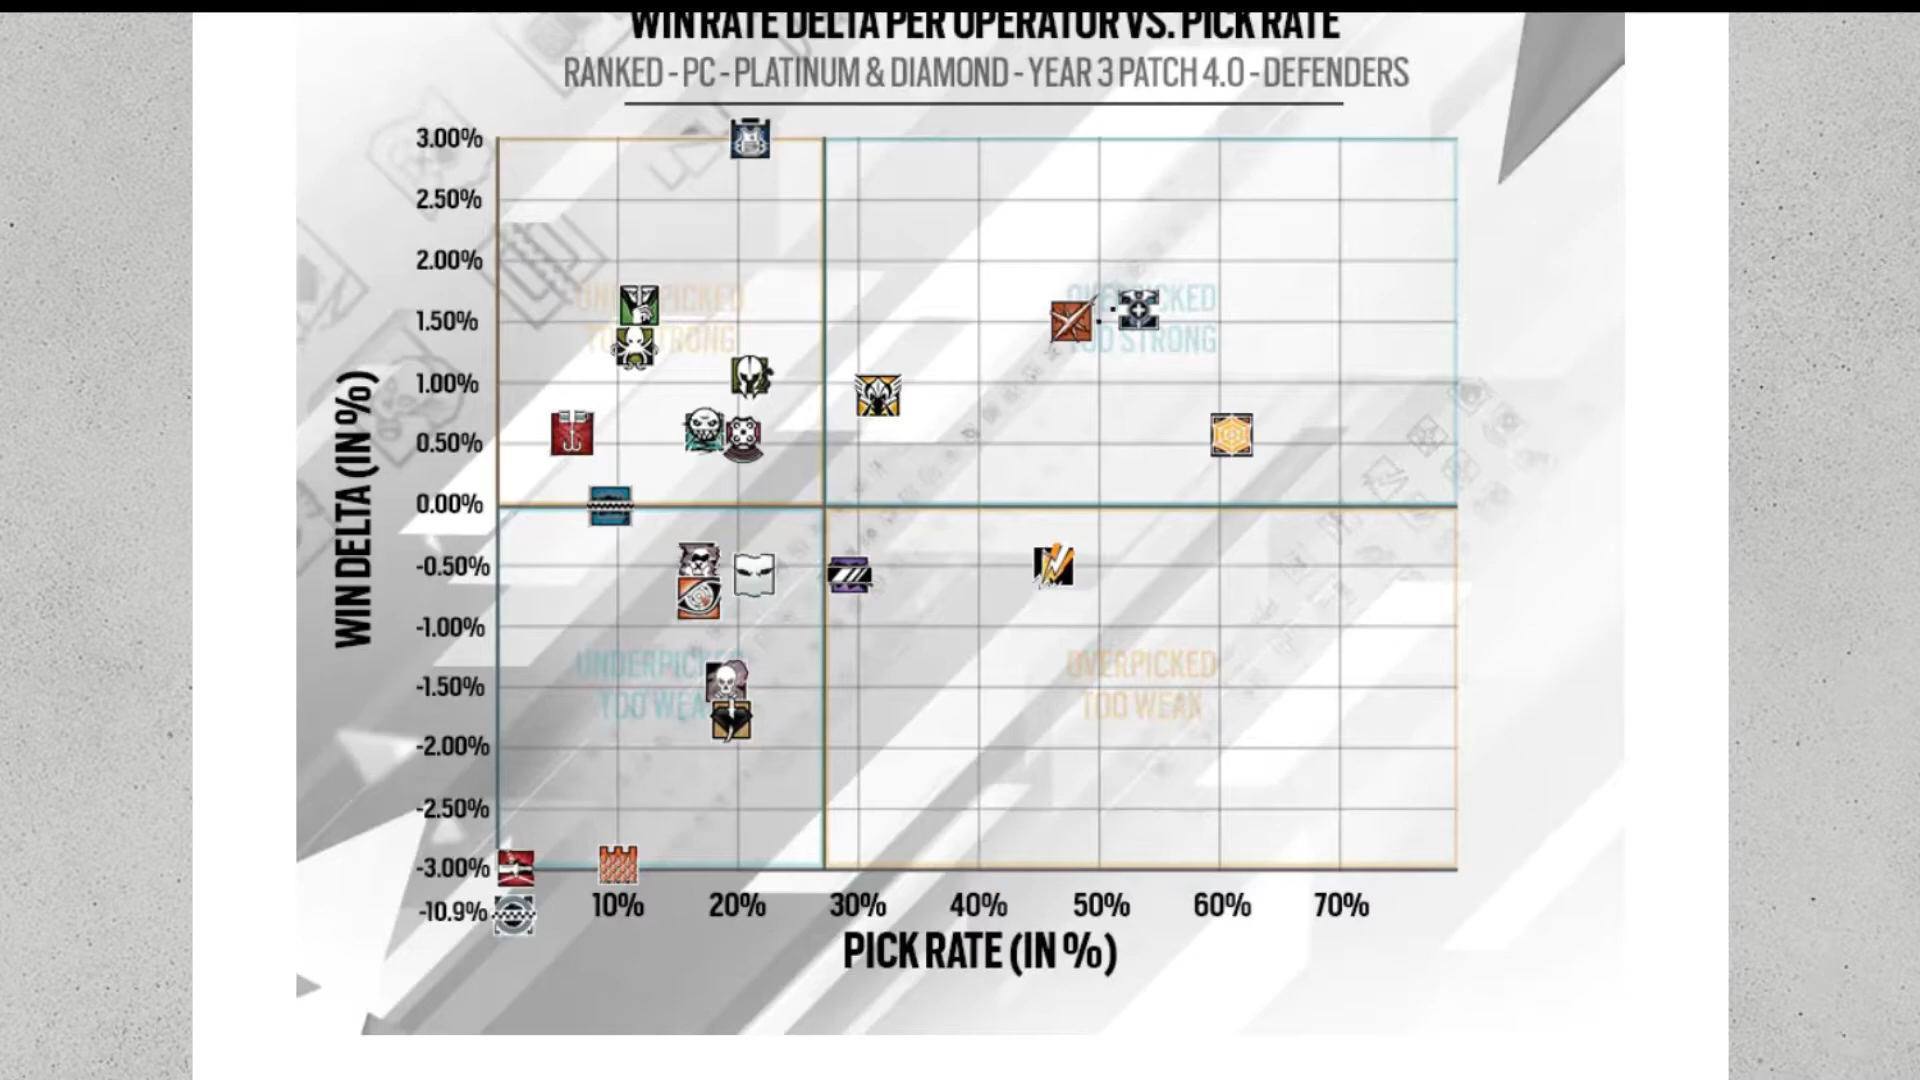 WIN RATE DELTA PER OPERATOR VS. PICK RATE
RANKED - PC - PLATINUM & DIAMOND - YEAR 3 PATCH 4.0 - DEFENDERS
3.00%
2.50%
2.00%
1.50%
1.00%
0.50%
0.00%
-0.50%
-1.00%
-1.50%
-2.00%
-2.50%
-3.00%
-10.9%
WIN DELTA (IN %)
UNDERPICKED
TOO STRONG
OVERPICKED
TOO STRONG
UNDERPICKED
TOO WEAK
OVERPICKED
TOO WEAK
10% 20% 30% 40% 50% 60% 70%
PICK RATE (IN %)